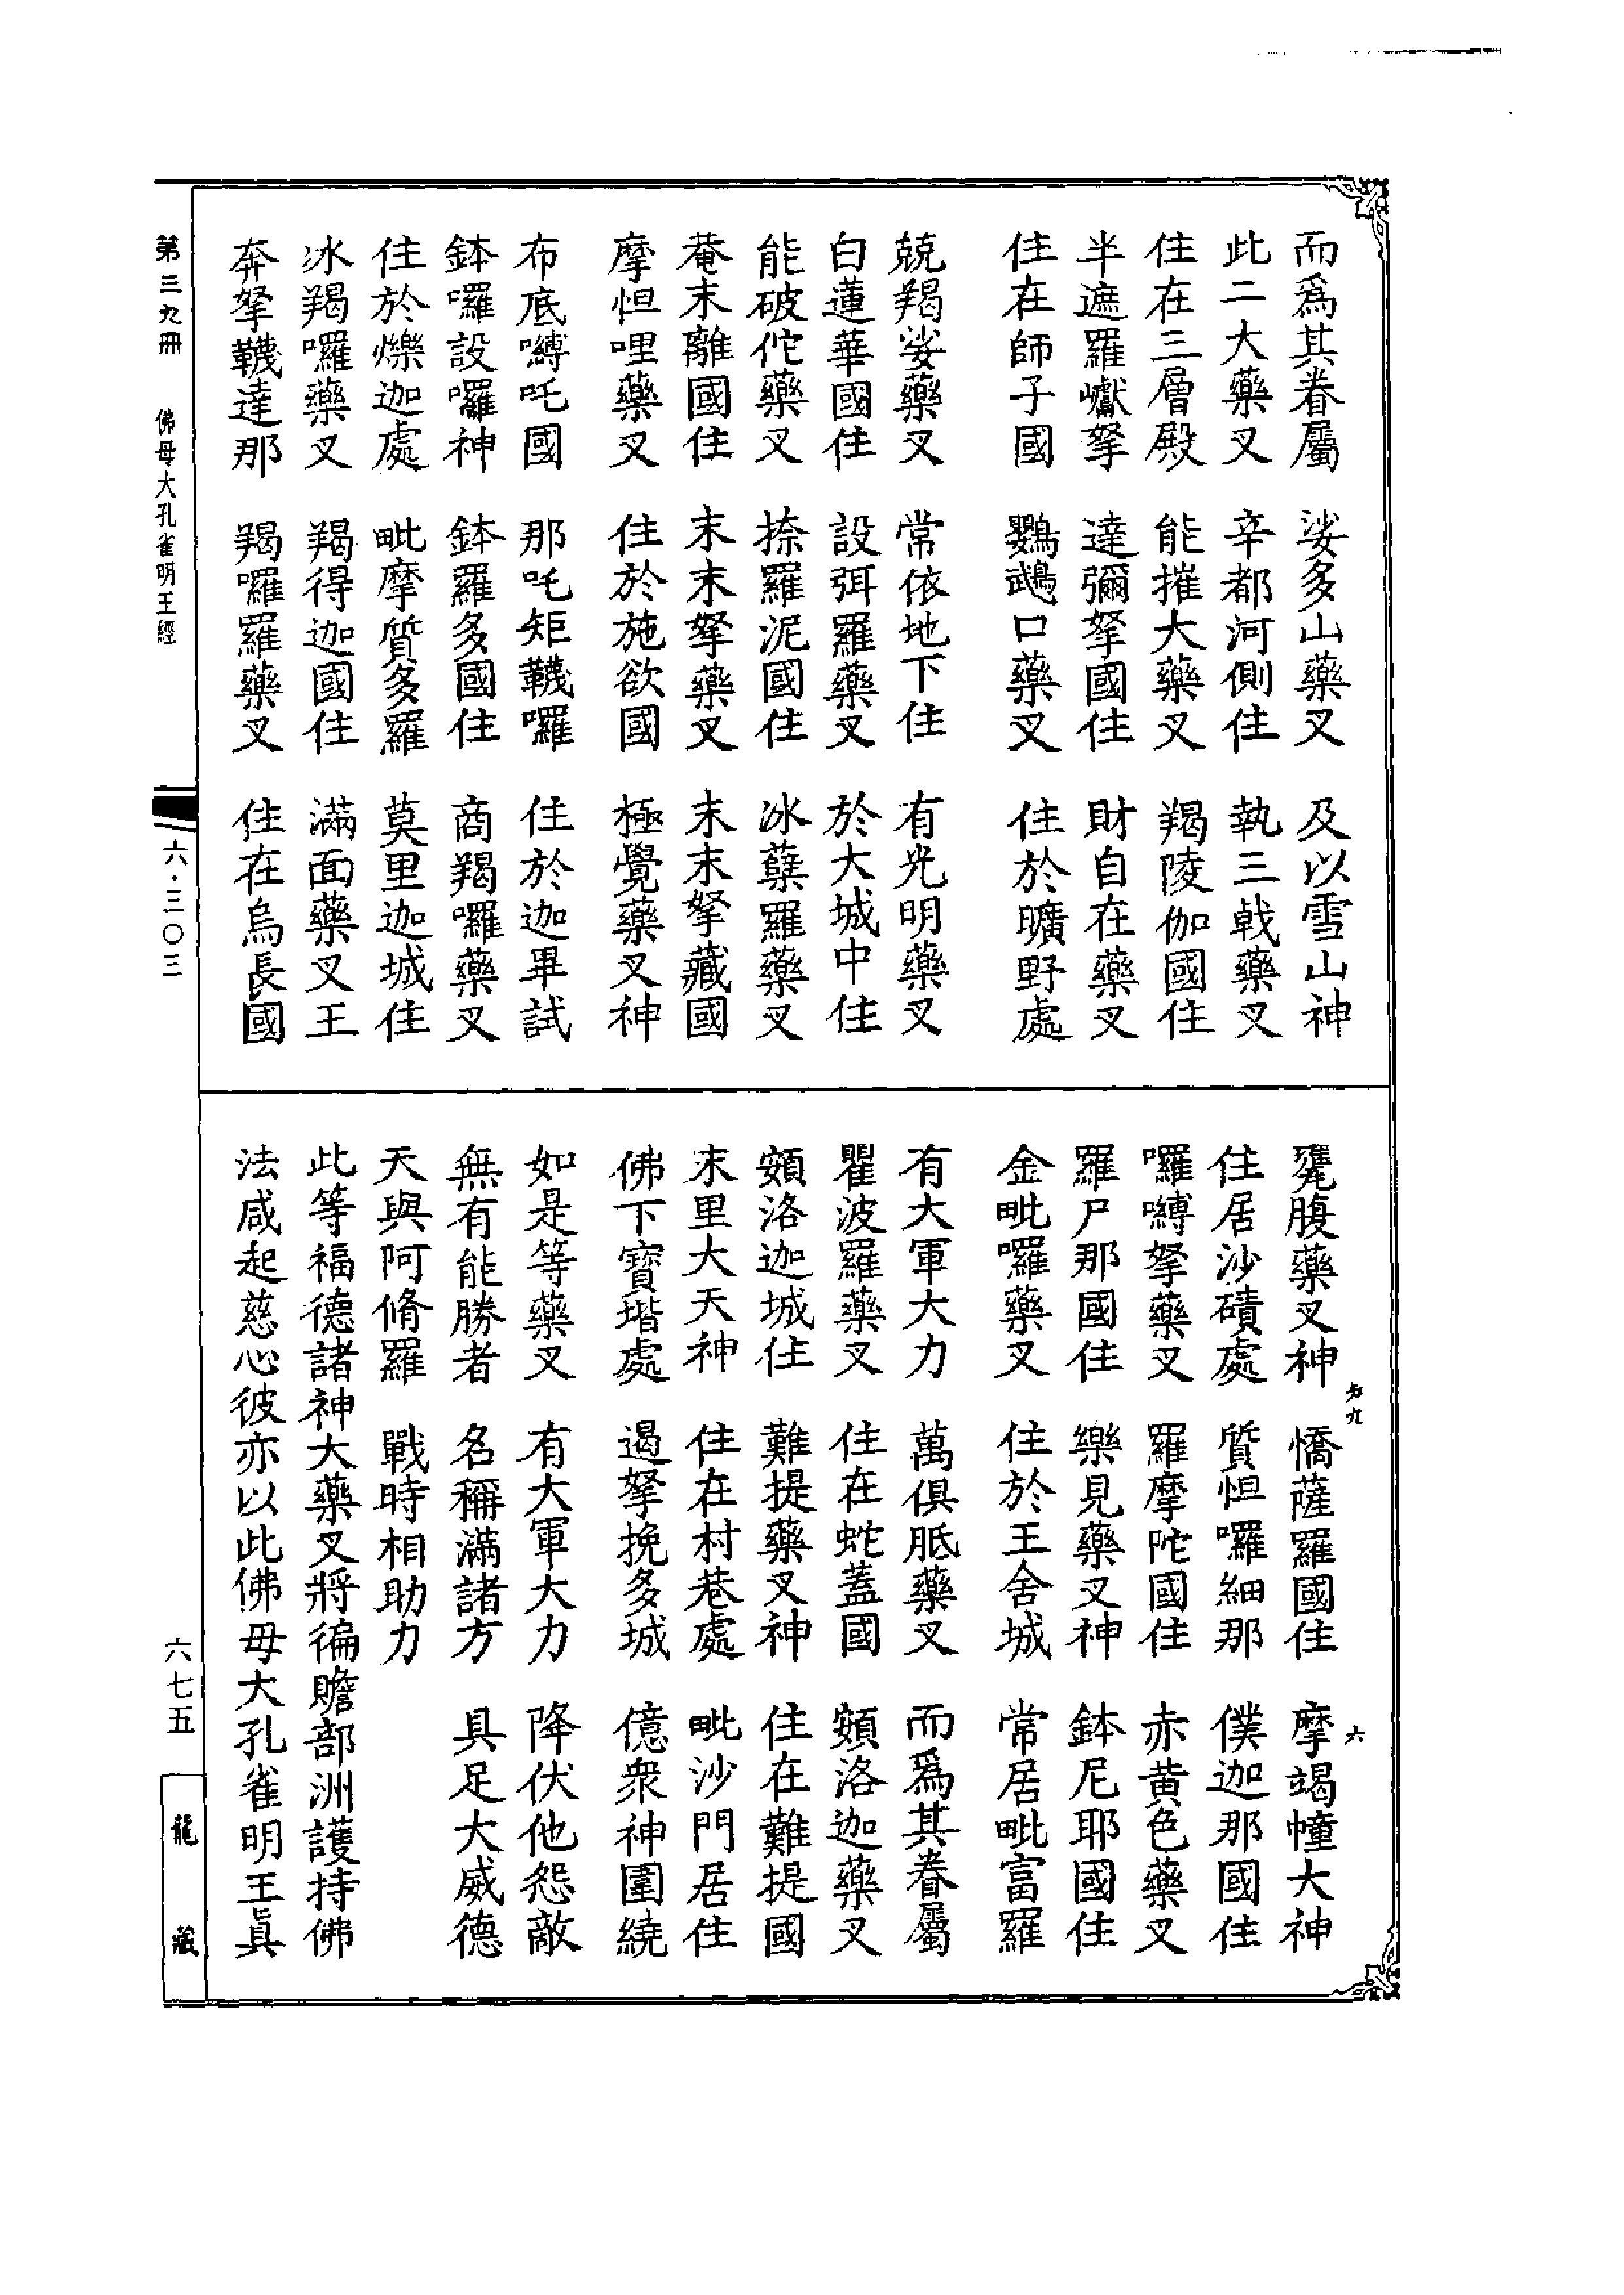 而爲其眷屬　娑多山藥叉　及以雪山神
此二大藥叉　辛都河側住　執三戟藥叉
住在三層殿　能摧大藥叉　羯陵伽國住
半遮羅巘拏　達彌拏國住　財自在藥叉
住在師子國　鸚鵡口藥叉　住於曠野處
兢羯娑藥叉　常依地下住　有光明藥叉
白蓮華國住　設弭羅藥叉　於大城中住
能破佗藥叉　捺羅泥國住　冰蘖羅藥叉
菴末離國住　末末拏藥叉　末末拏藏國
摩怛哩藥叉　住於施欲國　極覺藥叉神
布底嚩吒國　那吒矩韈囉　住於迦畢試
鉢囉設囉神　鉢羅多國住　商羯囉藥叉
住於爍迦處　毗摩質多羅　莫里迦城住
冰羯囉藥叉　羯得迦國住　滿面藥叉王
奔拏韈達那　羯囉羅藥叉　住在烏長國
甕腹藥叉神　憍薩羅國住　摩竭幢大神
住居沙磧處　質怛囉細那　僕迦那國住
囉嚩拏藥叉　羅摩陀國住　赤黄色藥叉
羅尸那國住　樂見藥叉神　鉢尼耶國住
金毗囉藥叉　住於王舍城　常居毗富羅
有大軍大力　萬俱胝藥叉　而爲其眷屬
瞿波羅藥叉　住在蛇蓋國　頞洛迦藥叉
頞洛迦城住　難提藥叉神　住在難提國
末里大天神　住在村巷處　毗沙門居住
佛下寶堦處　遏拏挽多城　億衆神圍繞
如是等藥叉　有大軍大力　降伏他怨敵
無有能勝者　名稱滿諸方　具足大威德
天與阿脩羅　戰時相助力
此等福德諸神大藥叉將徧贍部洲護持佛
法咸起慈心彼亦以此佛母大孔雀明王眞
第三九冊　佛母大孔雀明王經
六·三〇三
六七五
龍藏
六